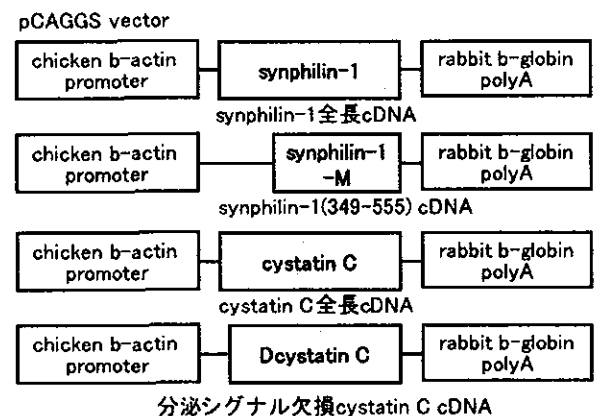 pCAGGS vector
chicken b-actin promoter
synphilin-1
rabbit b-globin polyA
synphilin-1全長cDNA
chicken b-actin promoter
synphilin-1 -M
rabbit b-globin polyA
synphilin-1(349-555) cDNA
chicken b-actin promoter
cystatin C
rabbit b-globin polyA
cystatin C全長cDNA
chicken b-actin promoter
Dcystatin C
rabbit b-globin polyA
分泌シグナル欠損cystatin C cDNA